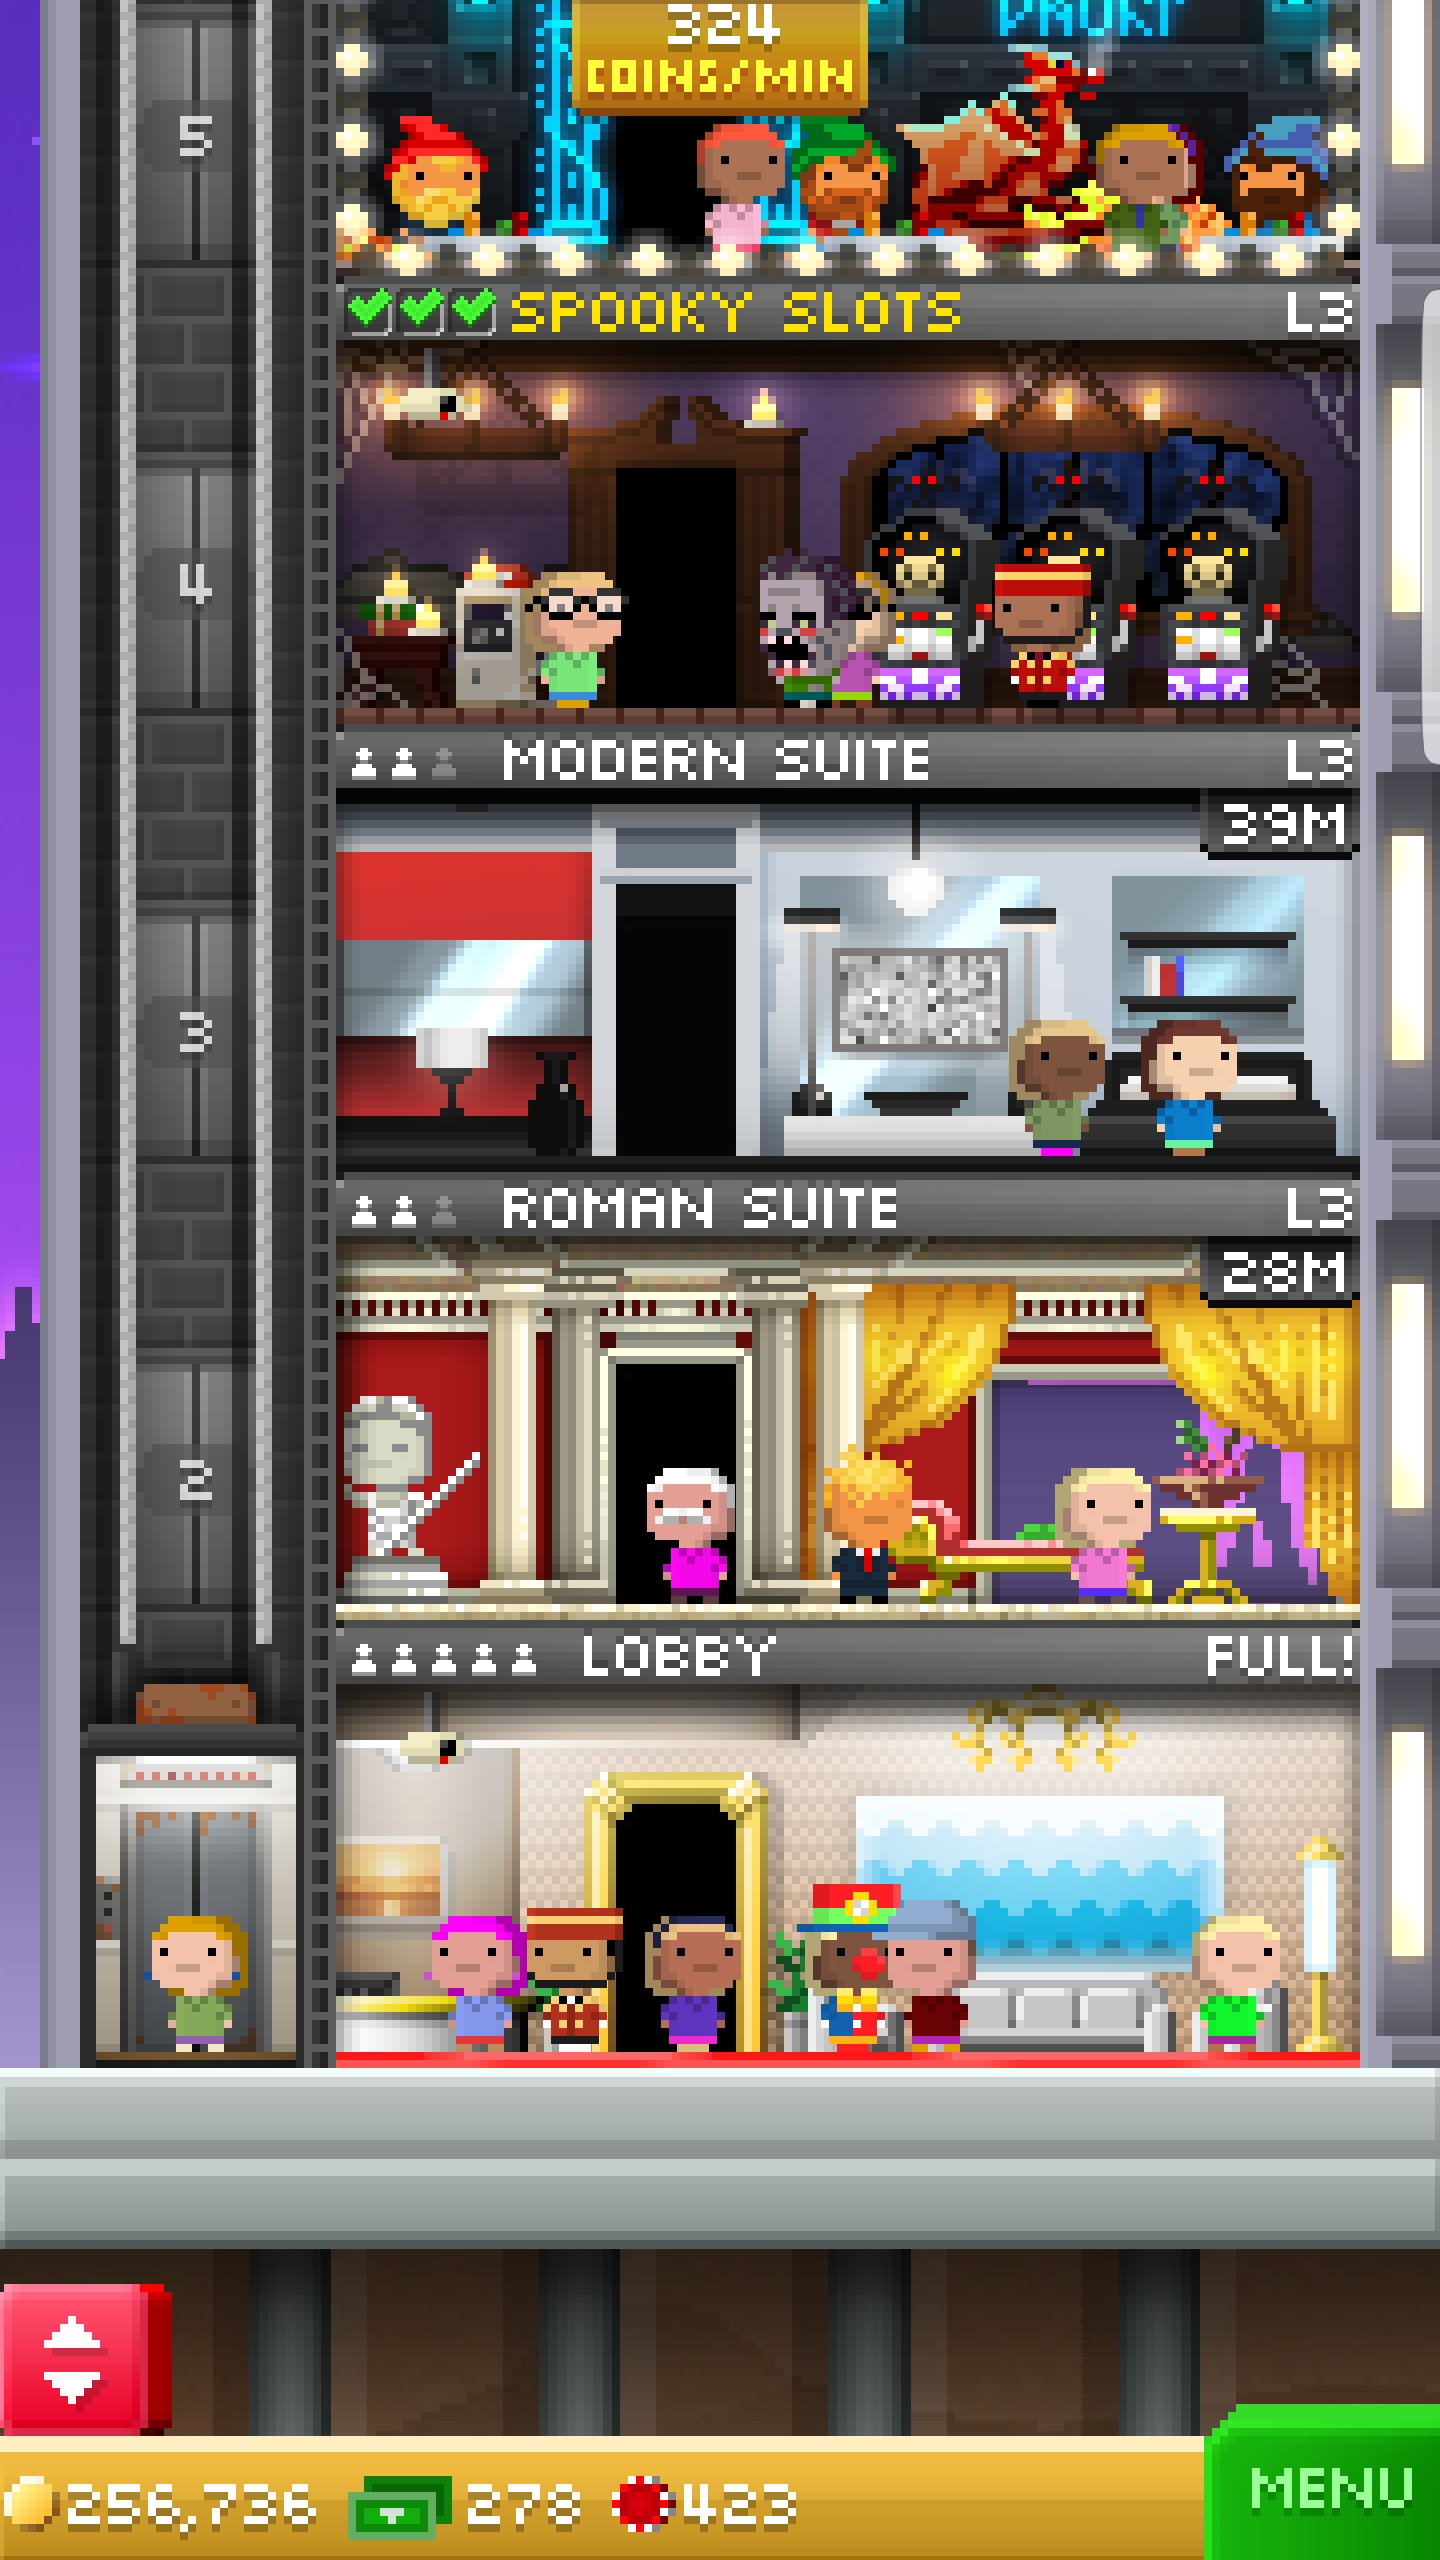 324
COINS/MIN
5
SPOOKY SLOTS L3
4
MODERN SUITE L3
39M
3
ROMAN SUITE L3
28M
2
LOBBY FULL!
256,736 278 423
MENU